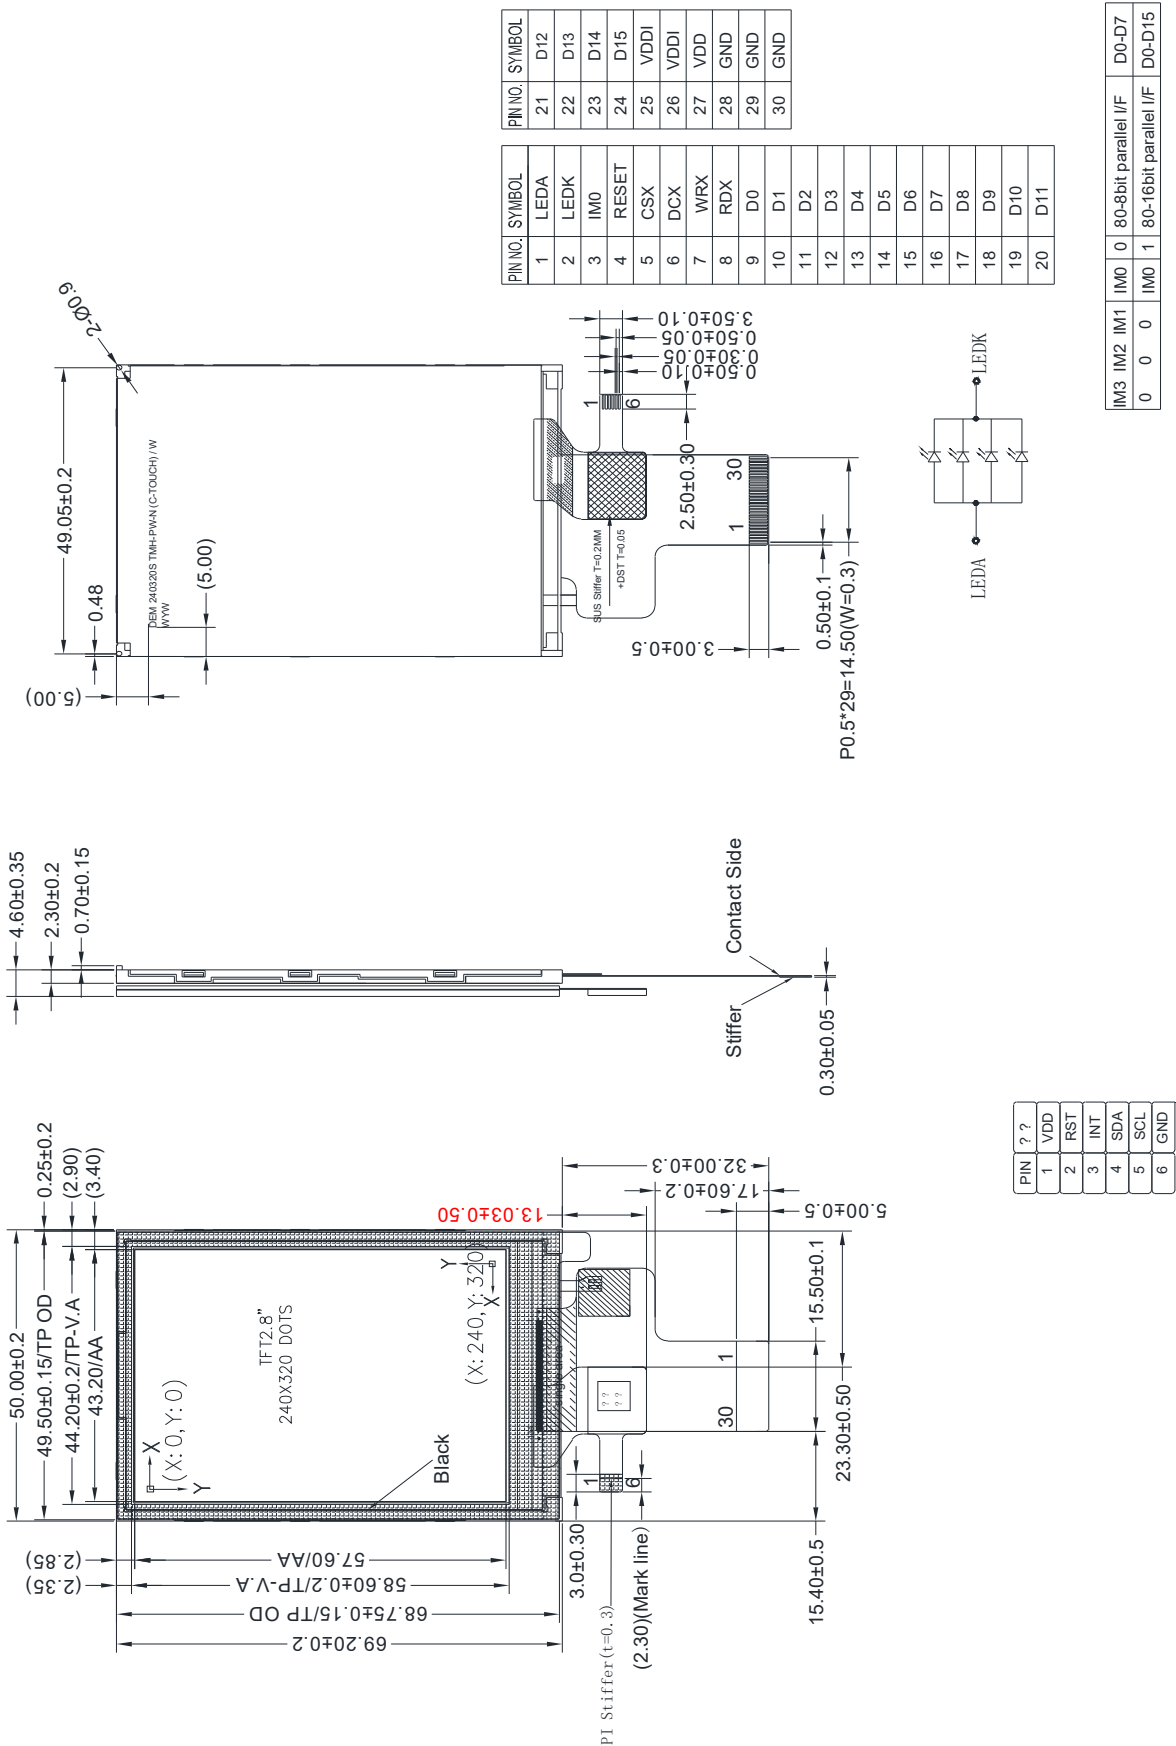 50.00±0.2
49.50±0.15/TP OD
44.20±0.2/TP-V.A
43.20/AA
0.25±0.2
(2.90)
(3.40)
69.20±0.2
68.75±0.15/TP OD
58.60±0.2/TP-V.A
57.60/AA
(2.35)
(2.85)
X
(X: 0, Y: 0)
Y
TFT2.8"
240X320 DOTS
(X: 240, Y: 320)
Y
X
Black
13.03±0.50
32.00±0.3
17.60±0.2
5.00±0.5
? ?
? ?
1
6
30 1
3.0±0.30
(2.30)(Mark line)
PI Stiffer(t=0.3)
15.50±0.1
23.30±0.50
15.40±0.5
4.60±0.35
2.30±0.2
0.70±0.15
Stiffer
Contact Side
0.30±0.05
49.05±0.2
0.48
2-Ø0.9
(5.00)
(5.00)
DEM 240320S TMH-PW-N (C-TOUCH) / W
WYW
SUS Stiffer T=0.2MM
+DST T=0.05
1
6
3.50±0.10
0.50±0.05
0.30±0.05
0.50±0.10
2.50±0.30
1 30
3.00±0.5
0.50±0.1
P0.5*29=14.50(W=0.3)
LEDA
LEDK
PIN NO. SYMBOL
1 LEDA
2 LEDK
3 IM0
4 RESET
5 CSX
6 DCX
7 WRX
8 RDX
9 D0
10 D1
11 D2
12 D3
13 D4
14 D5
15 D6
16 D7
17 D8
18 D9
19 D10
20 D11
PIN NO. SYMBOL
21 D12
22 D13
23 D14
24 D15
25 VDDI
26 VDDI
27 VDD
28 GND
29 GND
30 GND
IM3 IM2 IM1 IM0 0 80-8bit parallel I/F D0-D7
0 0 0 IM0 1 80-16bit parallel I/F D0-D15
PIN ? ?
1 VDD
2 RST
3 INT
4 SDA
5 SCL
6 GND